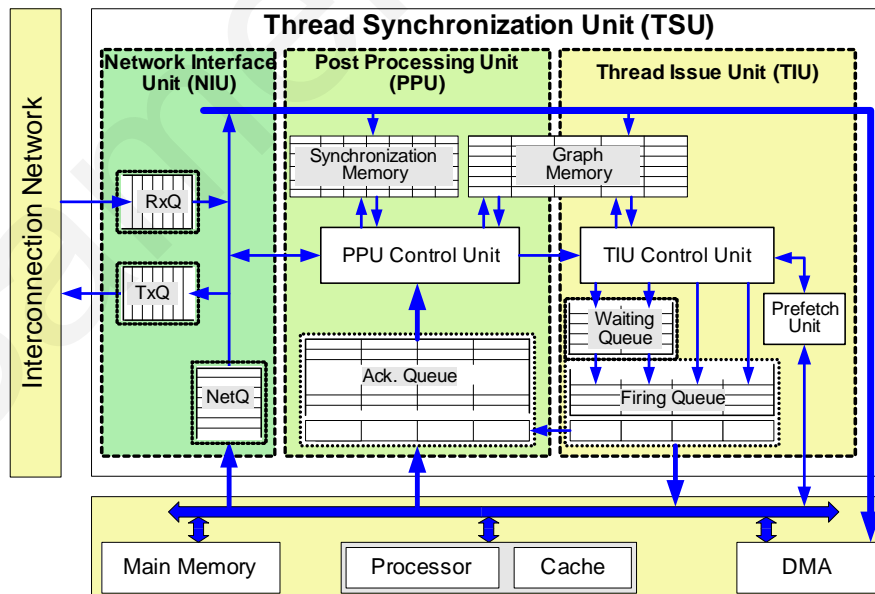 Thread Synchronization Unit (TSU)
Network Interface
Unit (NIU)
Post Processing Unit
(PPU)
Thread Issue Unit (TIU)
Interconnection Network
Synchronization
Memory
Graph
Memory
RxQ
PPU Control Unit
TIU Control Unit
TxQ
Waiting
Queue
Prefetch
Unit
NetQ
Ack. Queue
Firing Queue
Main Memory
Processor
Cache
DMA